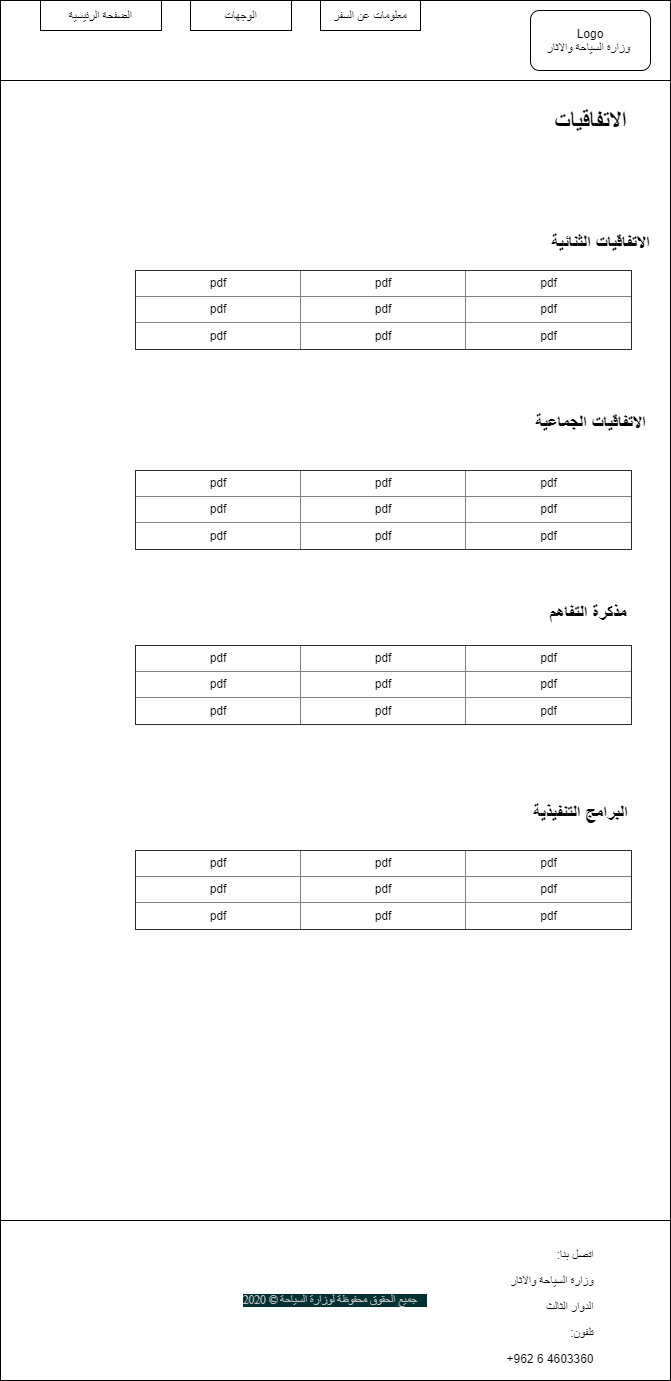 Logo
وزارة السياحة والاثار
معلومات عن السفر
الوجهات
الصفحة الرئيسية
الاتفاقيات
الاتفاقيات الثنائية
pdf pdf pdf
pdf pdf pdf
pdf pdf pdf
الاتفاقيات الجماعية
pdf pdf pdf
pdf pdf pdf
pdf pdf pdf
مذكرة التفاهم
pdf pdf pdf
pdf pdf pdf
pdf pdf pdf
البرامج التنفيذية
pdf pdf pdf
pdf pdf pdf
pdf pdf pdf
اتصل بنا:
وزارة السياحة والاثار
الدوار الثالث
تلفون:
+962 6 4603360
جميع الحقوق محفوظة لوزارة السياحة © 2020